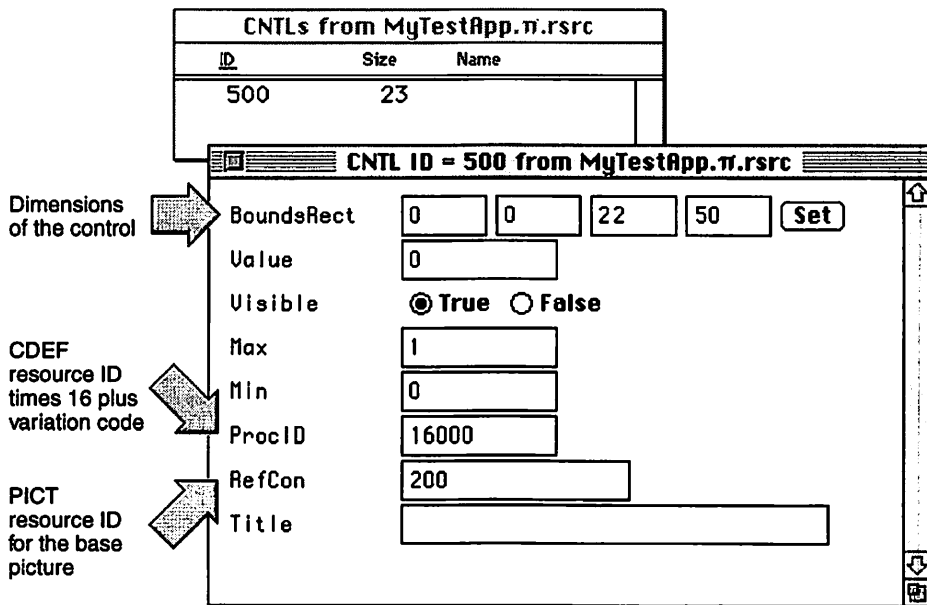 CNTLs from MyTestApp.π.rsrc
ID Size Name
500 23
CNTL ID = 500 from MyTestApp.π.rsrc
Dimensions
of the control
BoundsRect 0 0 22 50 Set
Value 0
Visible True False
Max 1
CDEF
resource ID
times 16 plus
variation code
Min 0
ProcID 16000
RefCon 200
PICT
resource ID
for the base
picture
Title